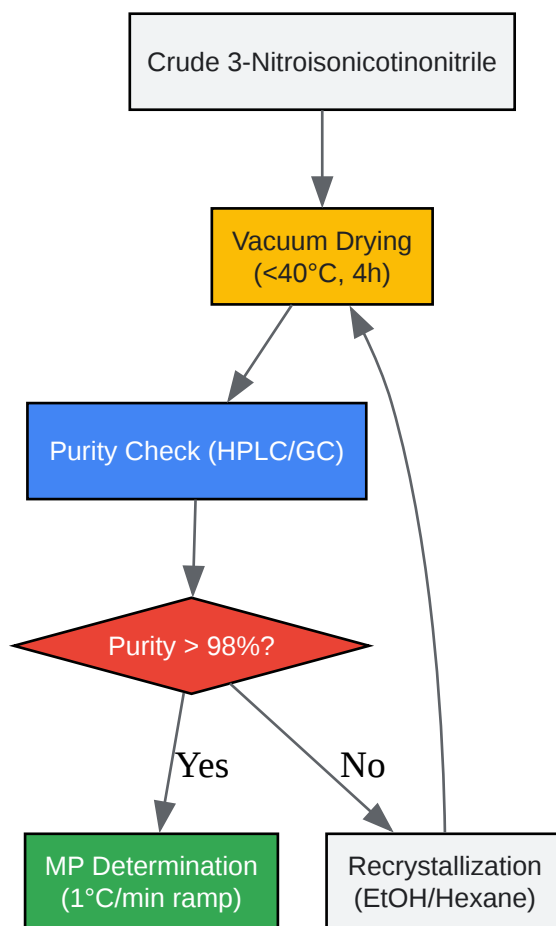 Crude 3-Nitroisonicotinonitrile
Vacuum Drying
(<40°C, 4h)
Purity Check (HPLC/GC)
Purity > 98%?
Yes
No
MP Determination
(1°C/min ramp)
Recrystallization
(EtOH/Hexane)